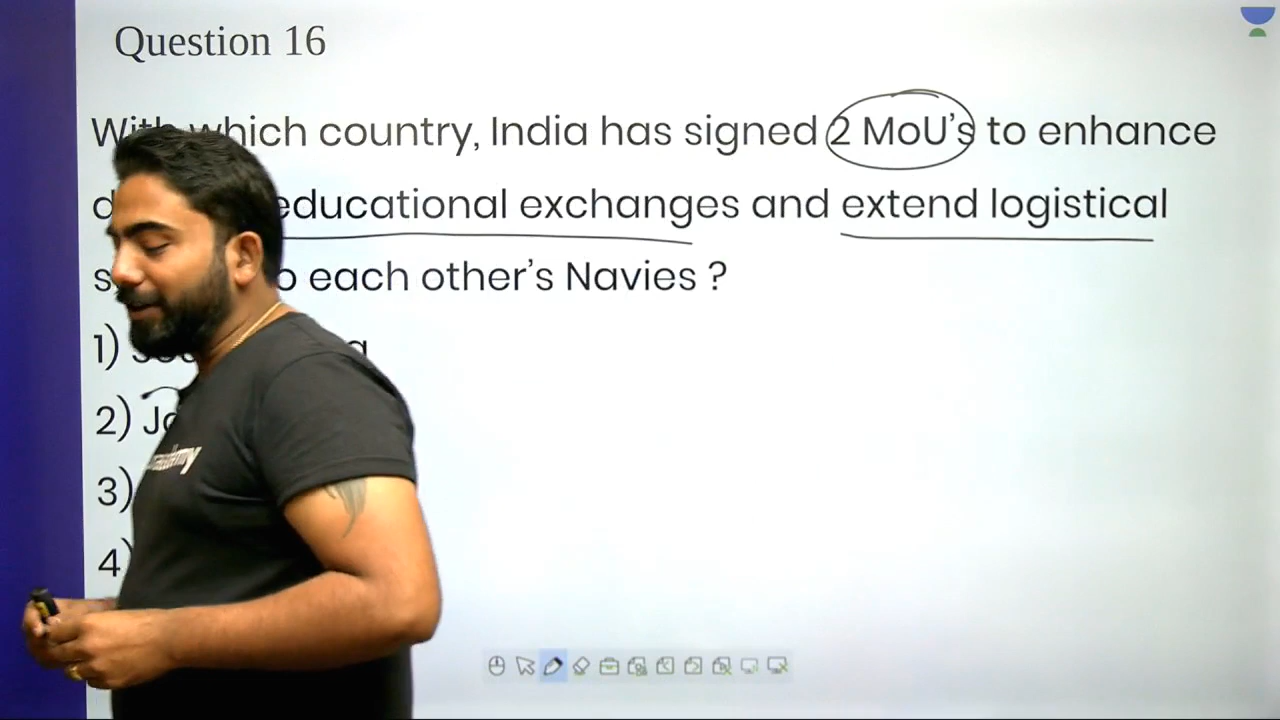 Question 16
With which country, India has signed 2 MoU's to enhance
educational exchanges and extend logistical
each other's Navies ?
1)
2)
3)
4)